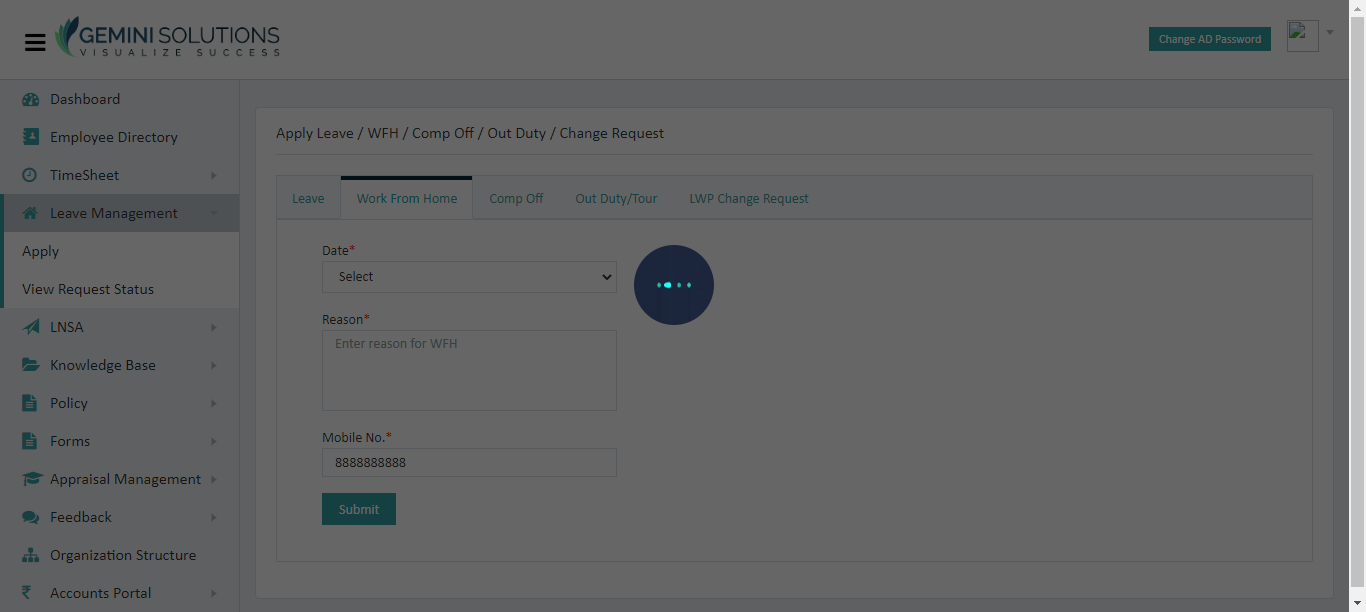 GEMINI SOLUTIONS
VISUALIZE SUCCESS
Change AD Password
Dashboard
Employee Directory
TimeSheet
Leave Management
Apply
View Request Status
LNSA
Knowledge Base
Policy
Forms
Appraisal Management
Feedback
Organization Structure
Accounts Portal
Apply Leave / WFH / Comp Off / Out Duty / Change Request
Leave Work From Home Comp Off Out Duty/Tour LWP Change Request
Date*
Select
Reason*
Enter reason for WFH
Mobile No.*
8888888888
Submit